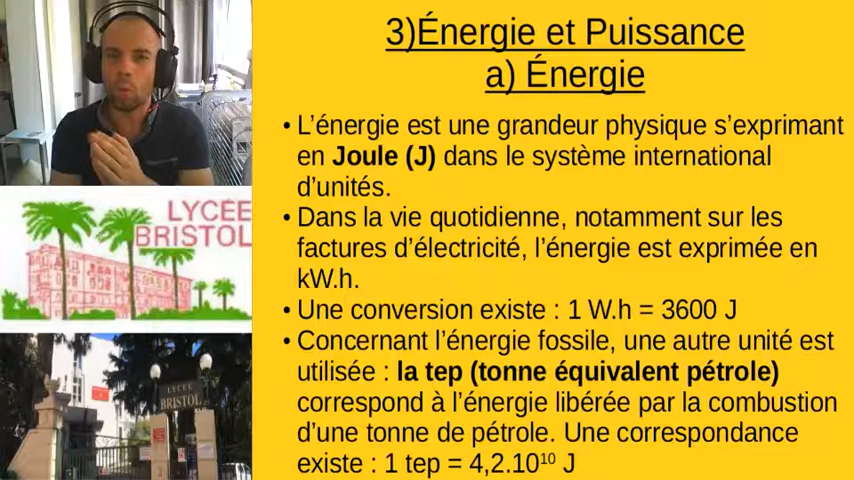 3)Énergie et Puissance
a) Énergie
• L’énergie est une grandeur physique s’exprimant
en Joule (J) dans le système international
d’unités.
• Dans la vie quotidienne, notamment sur les
factures d’électricité, l’énergie est exprimée en
kW.h.
• Une conversion existe : 1 W.h = 3600 J
• Concernant l’énergie fossile, une autre unité est
utilisée : la tep (tonne équivalent pétrole)
correspond à l’énergie libérée par la combustion
d’une tonne de pétrole. Une correspondance
existe : 1 tep = 4,2.10¹⁰ J
LYCÉE
BRISTOL
LYCEE
BRISTOL